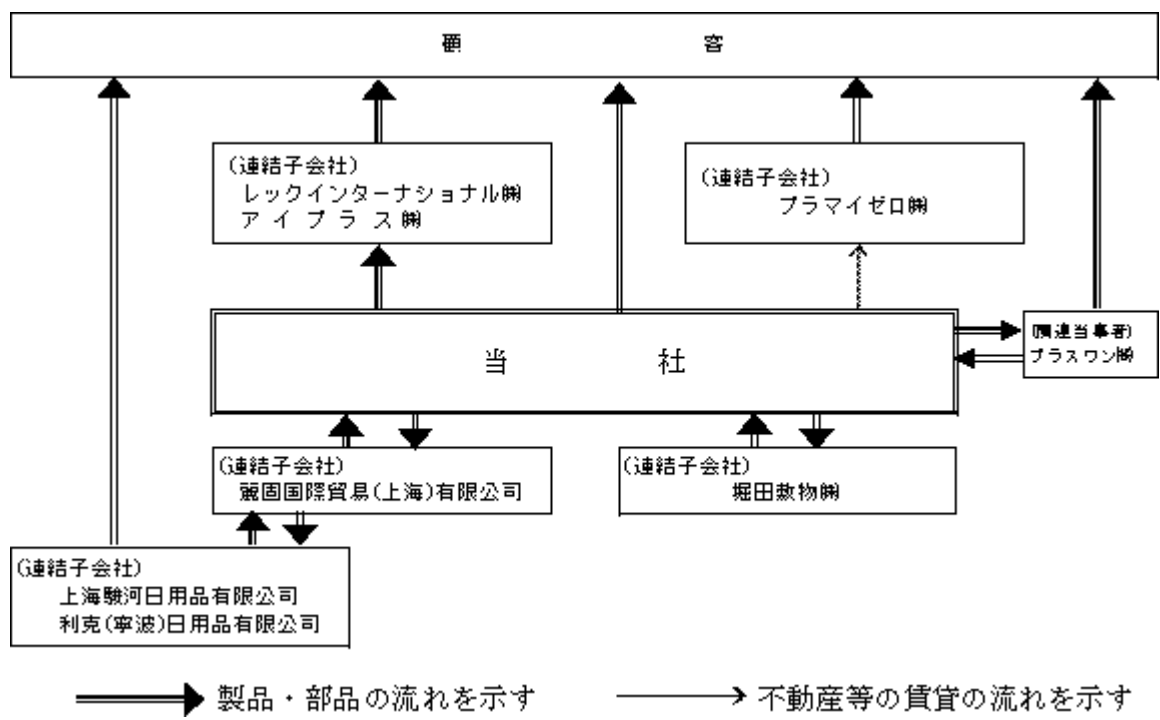 顧客
(連結子会社)
レックインターナショナル㈱
アイプラス㈱
(連結子会社)
プラマイゼロ㈱
当社
(関連当事者)
プラスワン㈱
(連結子会社)
麗固国際貿易(上海)有限公司
(連結子会社)
堀田敷物㈱
(連結子会社)
上海駿河日用品有限公司
利克(寧波)日用品有限公司
製品・部品の流れを示す
不動産等の賃貸の流れを示す